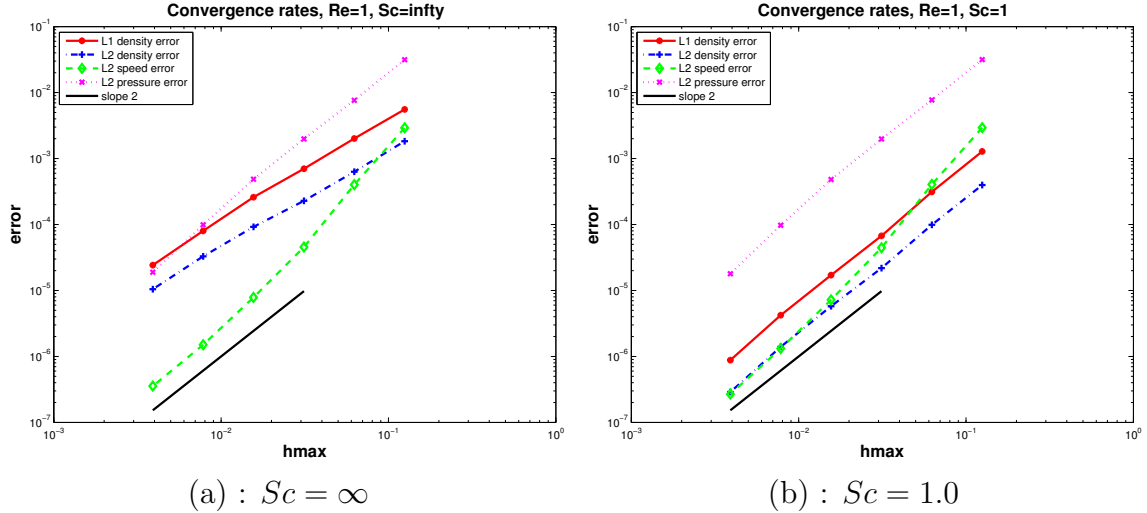 Convergence rates, Re=1, Sc=infty
L1 density error
L2 density error
L2 speed error
L2 pressure error
slope 2
error
10^-1
10^-2
10^-3
10^-4
10^-5
10^-6
10^-7
10^-3
10^-2
10^-1
10^0
hmax
(a) : Sc = ∞
Convergence rates, Re=1, Sc=1
L1 density error
L2 density error
L2 speed error
L2 pressure error
slope 2
error
10^-1
10^-2
10^-3
10^-4
10^-5
10^-6
10^-7
10^-3
10^-2
10^-1
10^0
hmax
(b) : Sc = 1.0